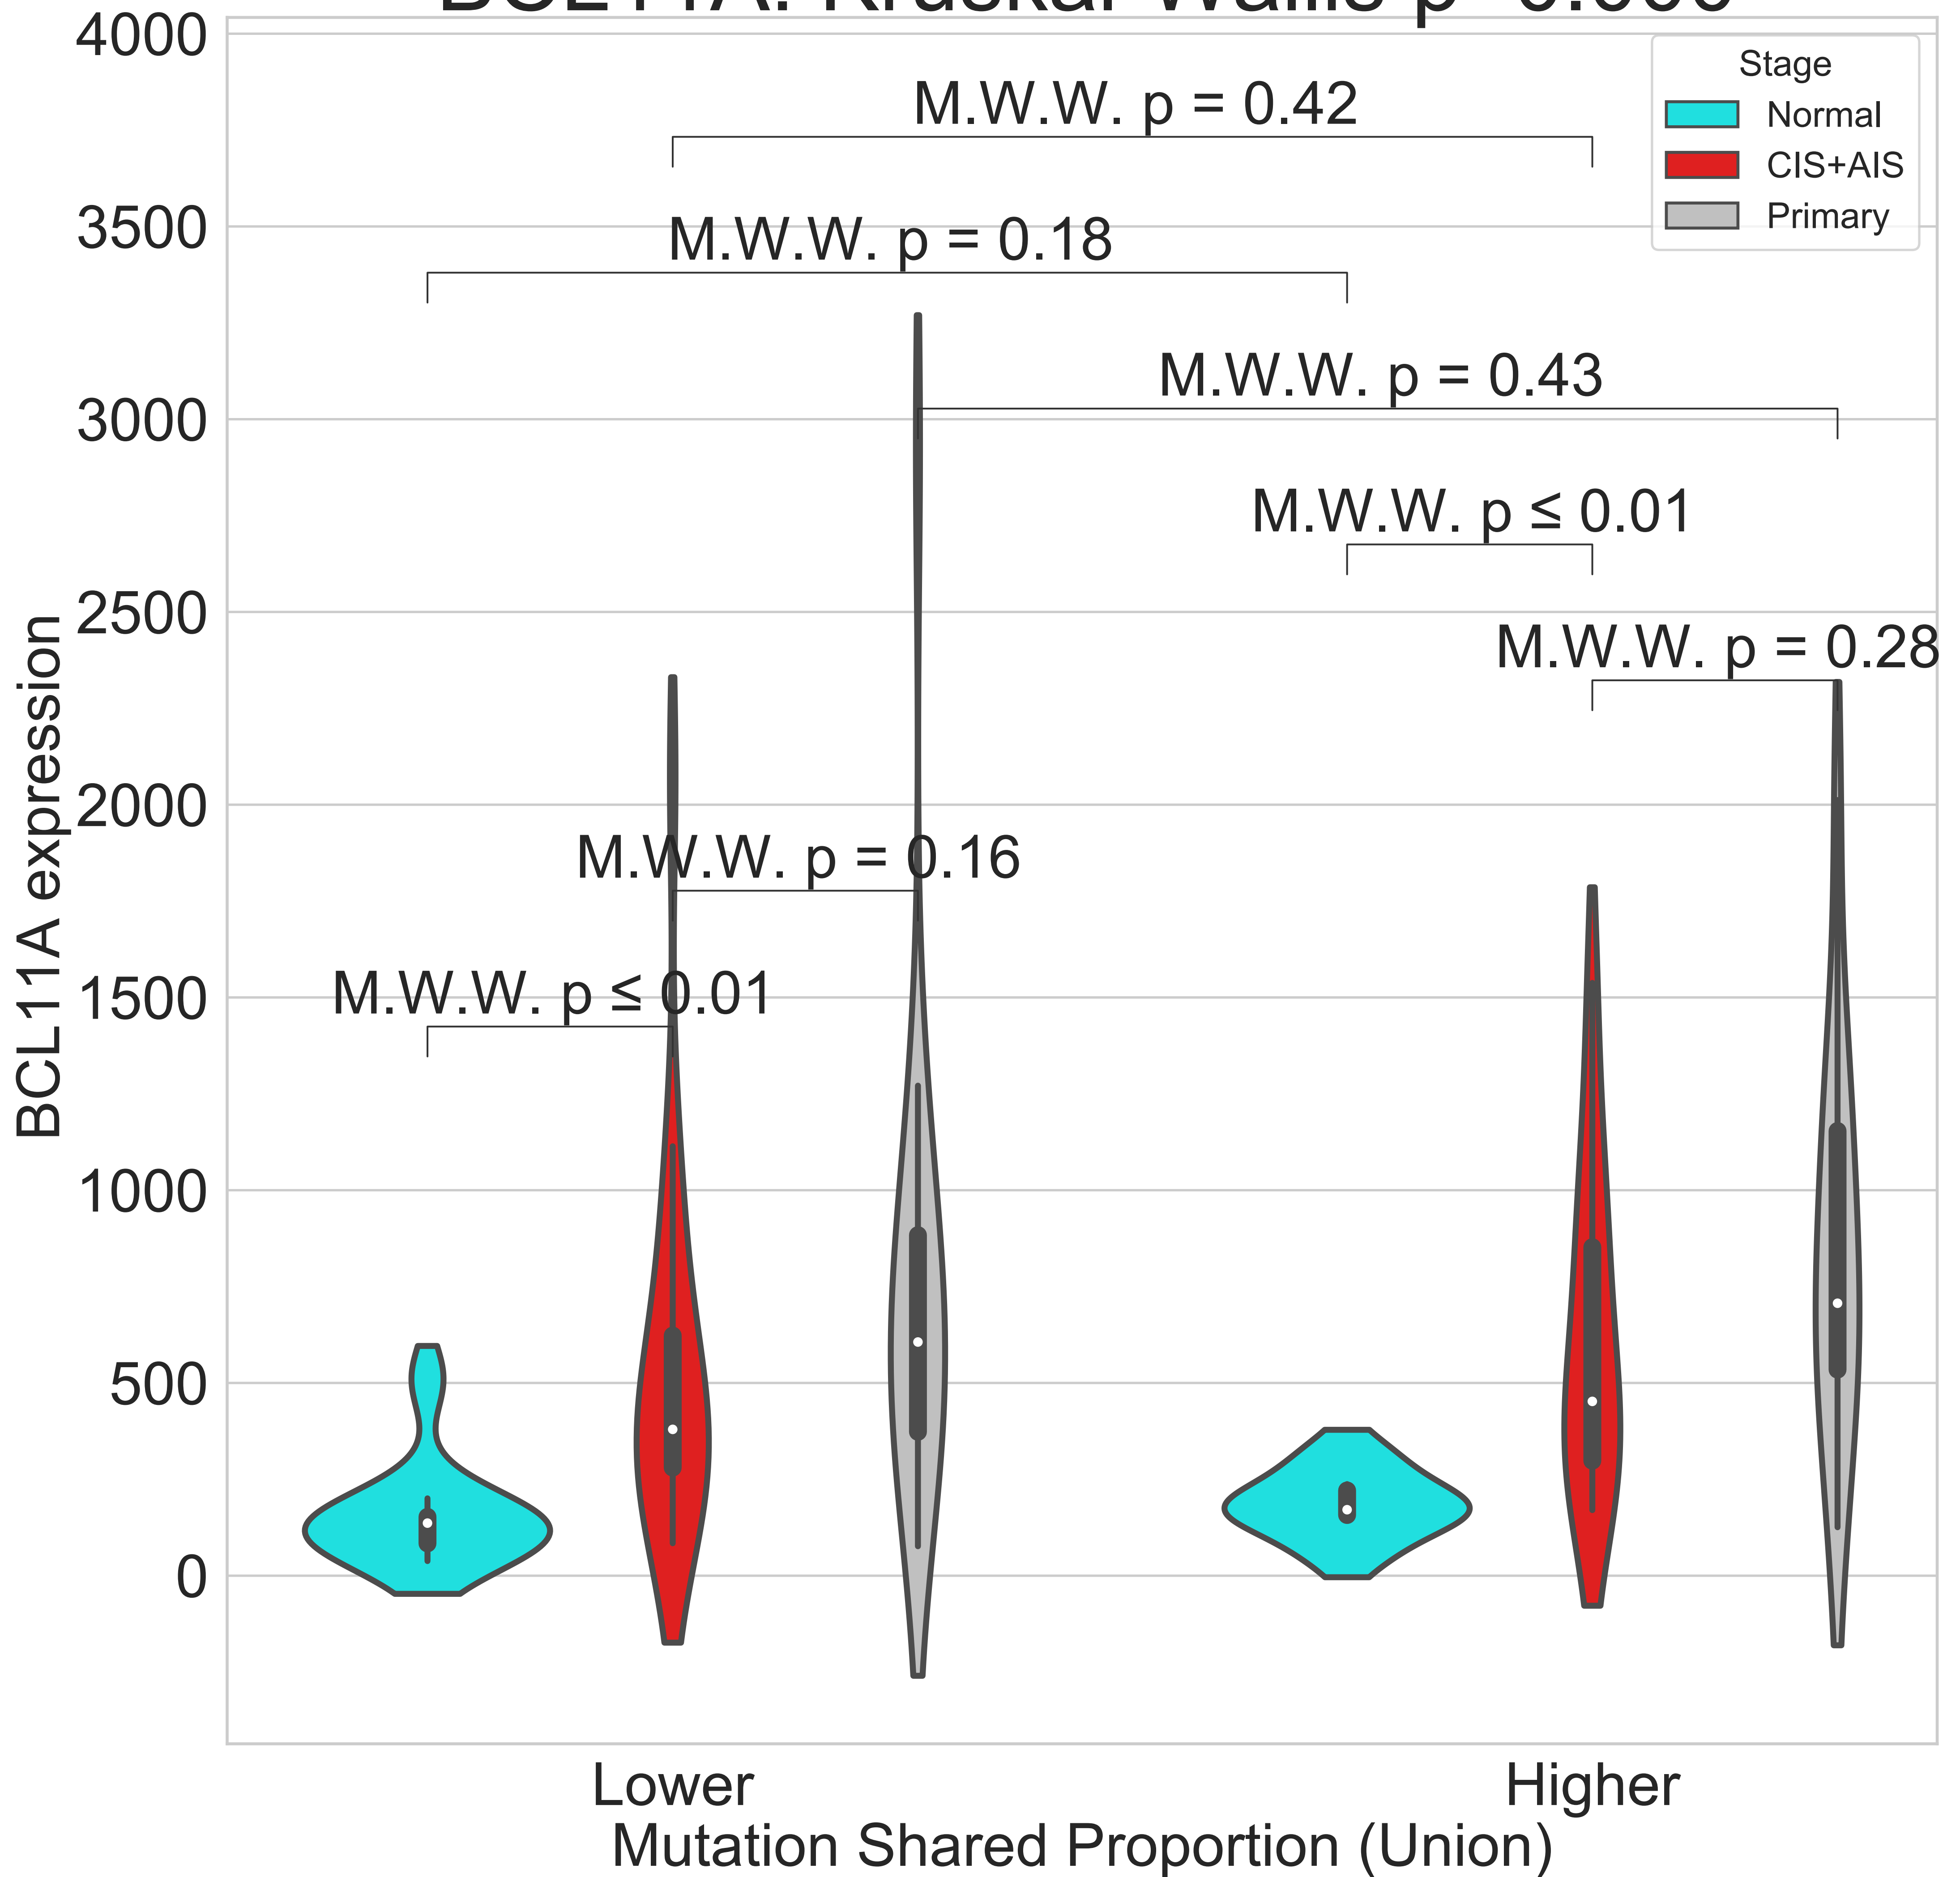 4000
3500
3000
2500
2000
1500
1000
500
0
BCL11A expression
Stage
Normal
CIS+AIS
Primary
M.W.W. p = 0.42
M.W.W. p = 0.18
M.W.W. p = 0.43
M.W.W. p ≤ 0.01
M.W.W. p = 0.28
M.W.W. p = 0.16
M.W.W. p ≤ 0.01
Lower
Higher
Mutation Shared Proportion (Union)